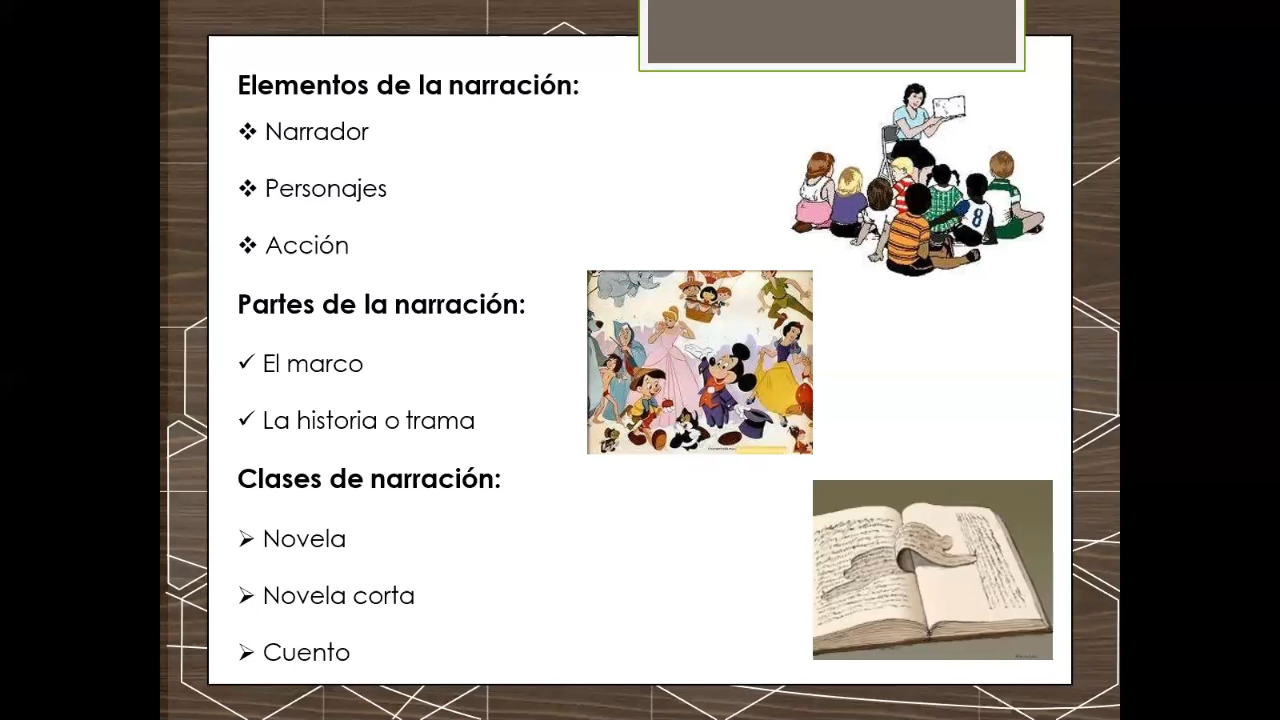 Elementos de la narración:
Narrador
Personajes
Acción
Partes de la narración:
El marco
La historia o trama
Clases de narración:
Novela
Novela corta
Cuento
8